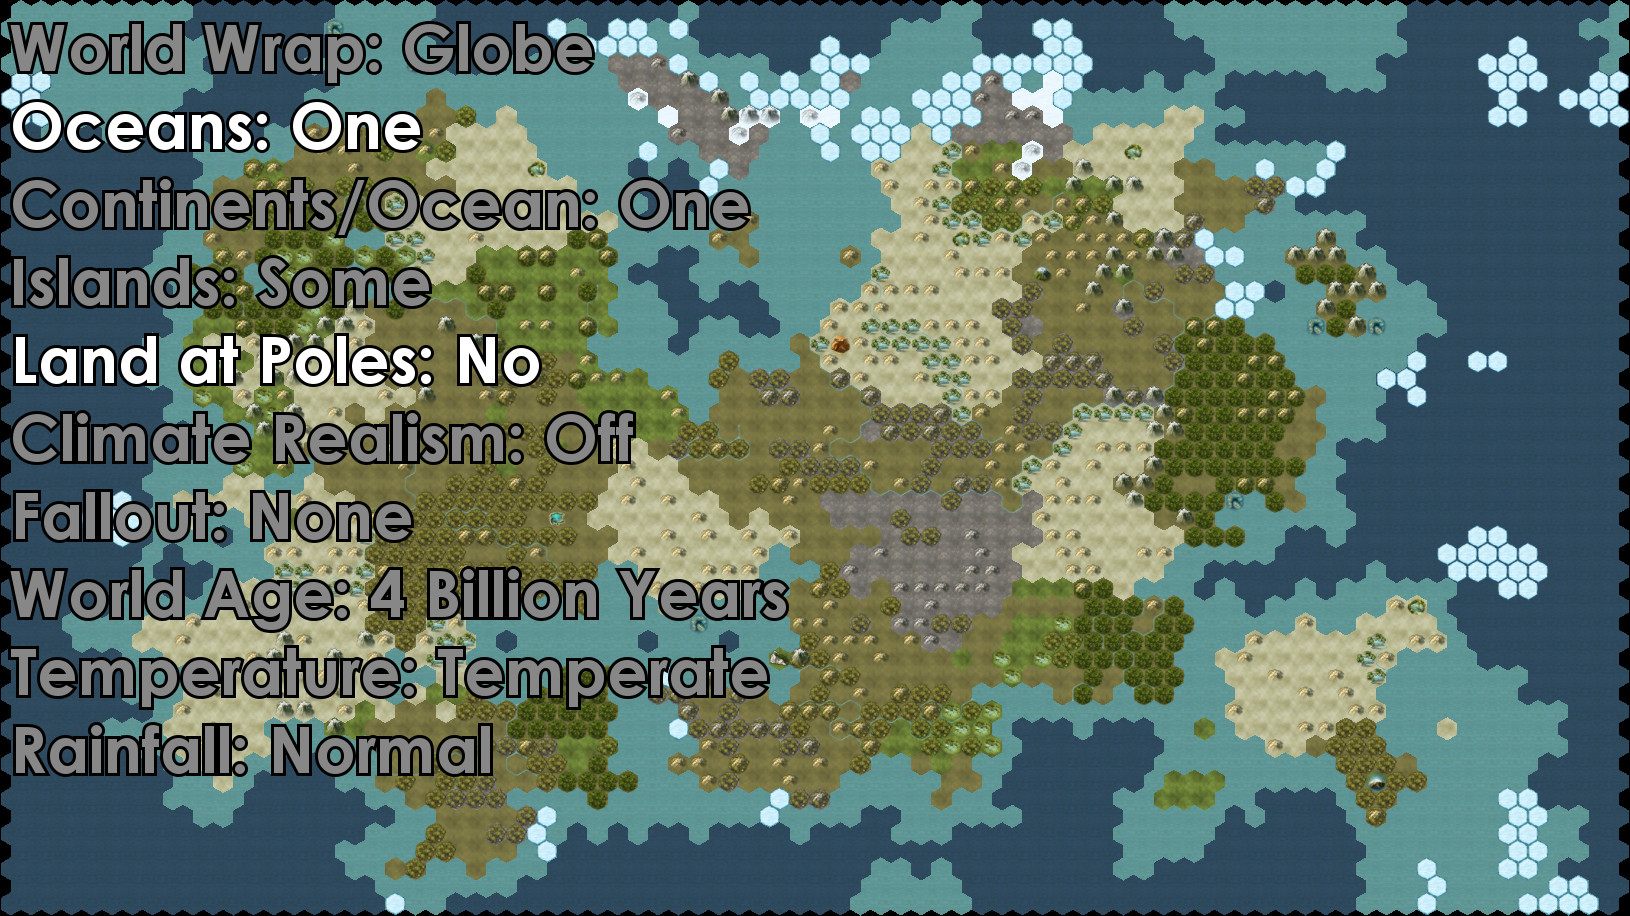 World Wrap: Globe
Oceans: One
Continents/Ocean: One
Islands: Some
Land at Poles: No
Climate Realism: Off
Fallout: None
World Age: 4 Billion Years
Temperature: Temperate
Rainfall: Normal